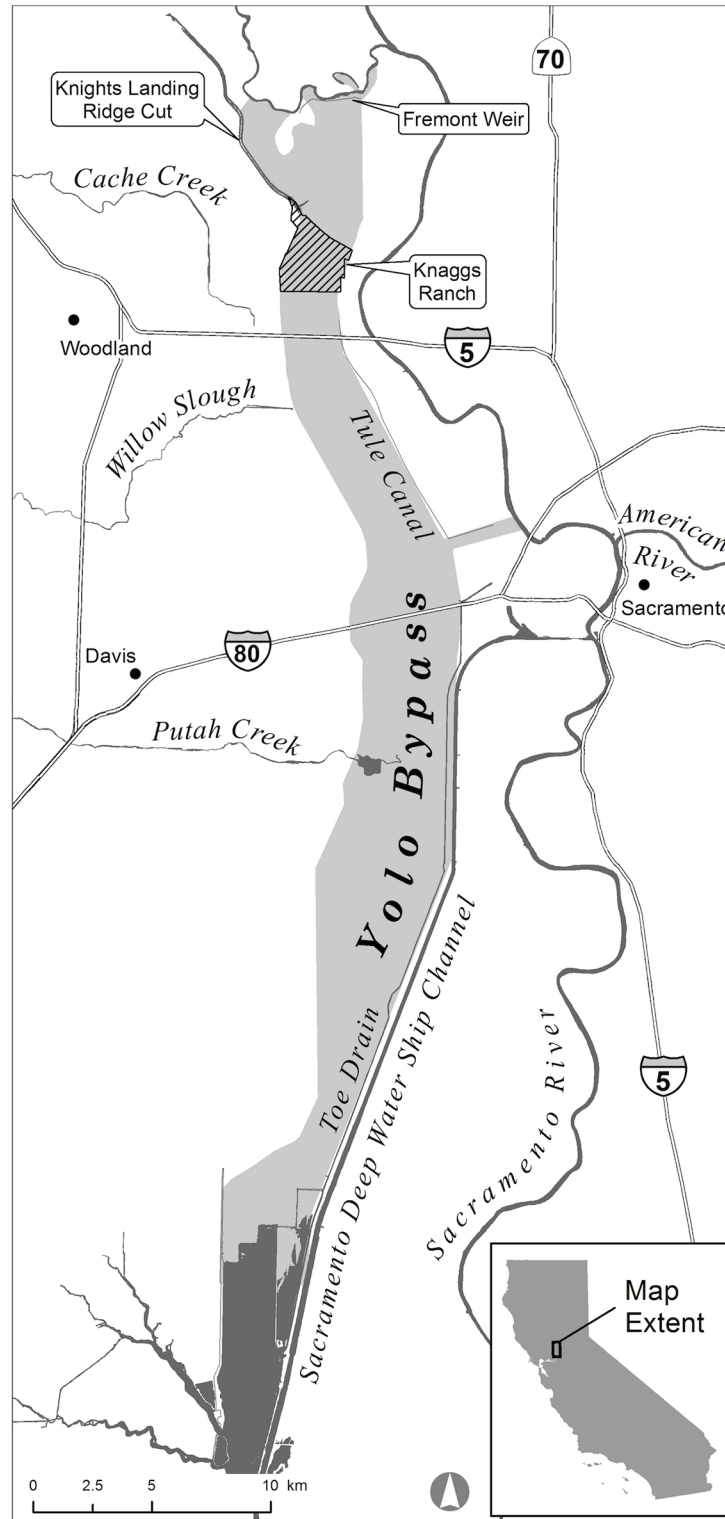 70
Knights Landing
Ridge Cut
Fremont Weir
Cache Creek
Knaggs
Ranch
Woodland
5
Willow Slough
Tule Canal
American
River
Sacramento
80
Davis
Putah Creek
Yolo Bypass
Toe Drain
Sacramento Deep Water Ship Channel
Sacramento River
5
Map
Extent
0 2.5 5 10 km